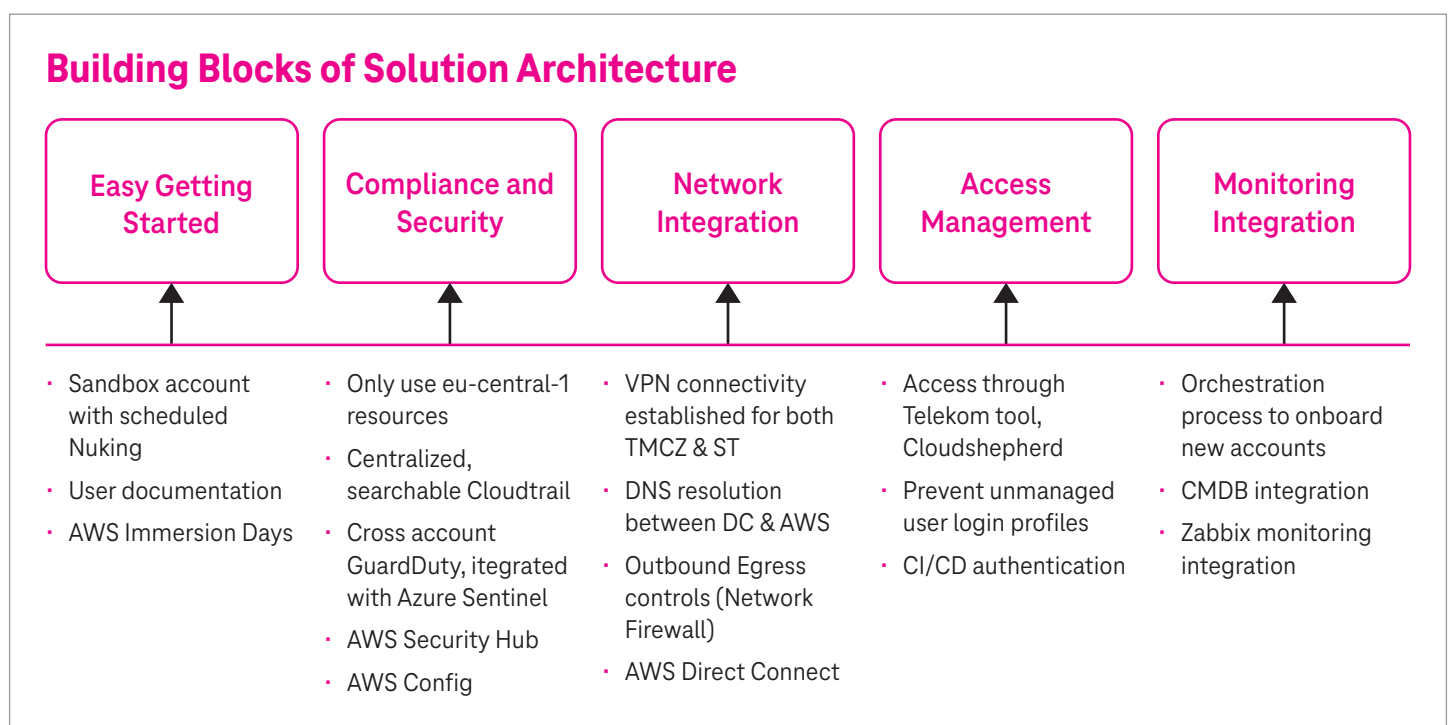 Building Blocks of Solution Architecture
Easy Getting
Started
Compliance and
Security
Network
Integration
Access
Management
Monitoring
Integration
· Sandbox account
with scheduled
Nuking
· User documentation
· AWS Immersion Days
· Only use eu-central-1
resources
· Centralized,
searchable Cloudtrail
· Cross account
GuardDuty, itegrated
with Azure Sentinel
· AWS Security Hub
· AWS Config
· VPN connectivity
established for both
TMCZ & ST
· DNS resolution
between DC & AWS
· Outbound Egress
controls (Network
Firewall)
· AWS Direct Connect
· Access through
Telekom tool,
Cloudshepherd
· Prevent unmanaged
user login profiles
· CI/CD authentication
· Orchestration
process to onboard
new accounts
· CMDB integration
· Zabbix monitoring
integration